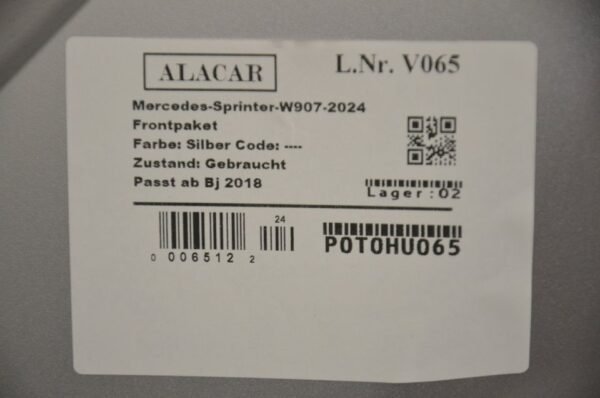 ALACAR
L.Nr. V065
Mercedes-Sprinter-W907-2024
Frontpaket
Farbe: Silber Code: ----
Zustand: Gebraucht
Passt ab Bj 2018
Lager : 02
24
0 006512 2
P0T0HU065